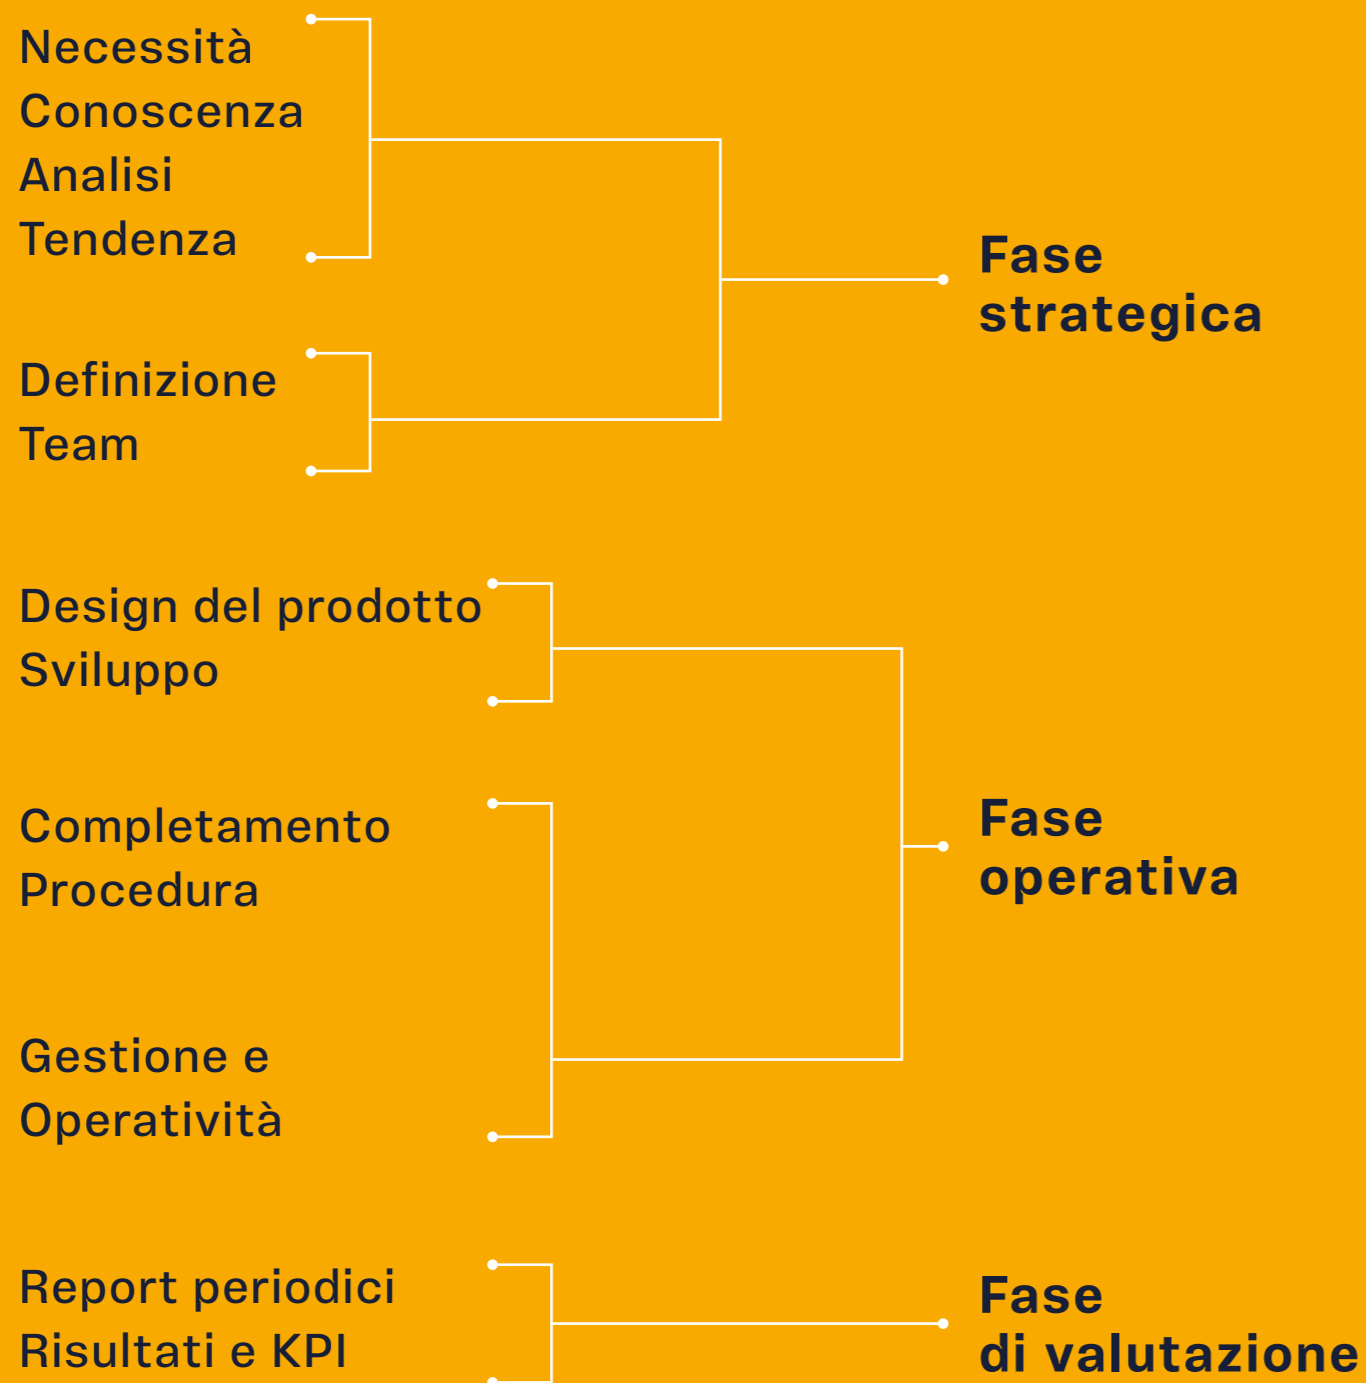 Necessità
Conoscenza
Analisi
Tendenza
Fase
strategica
Definizione
Team
Design del prodotto
Sviluppo
Completamento
Procedura
Fase
operativa
Gestione e
Operatività
Report periodici
Risultati e KPI
Fase
di valutazione